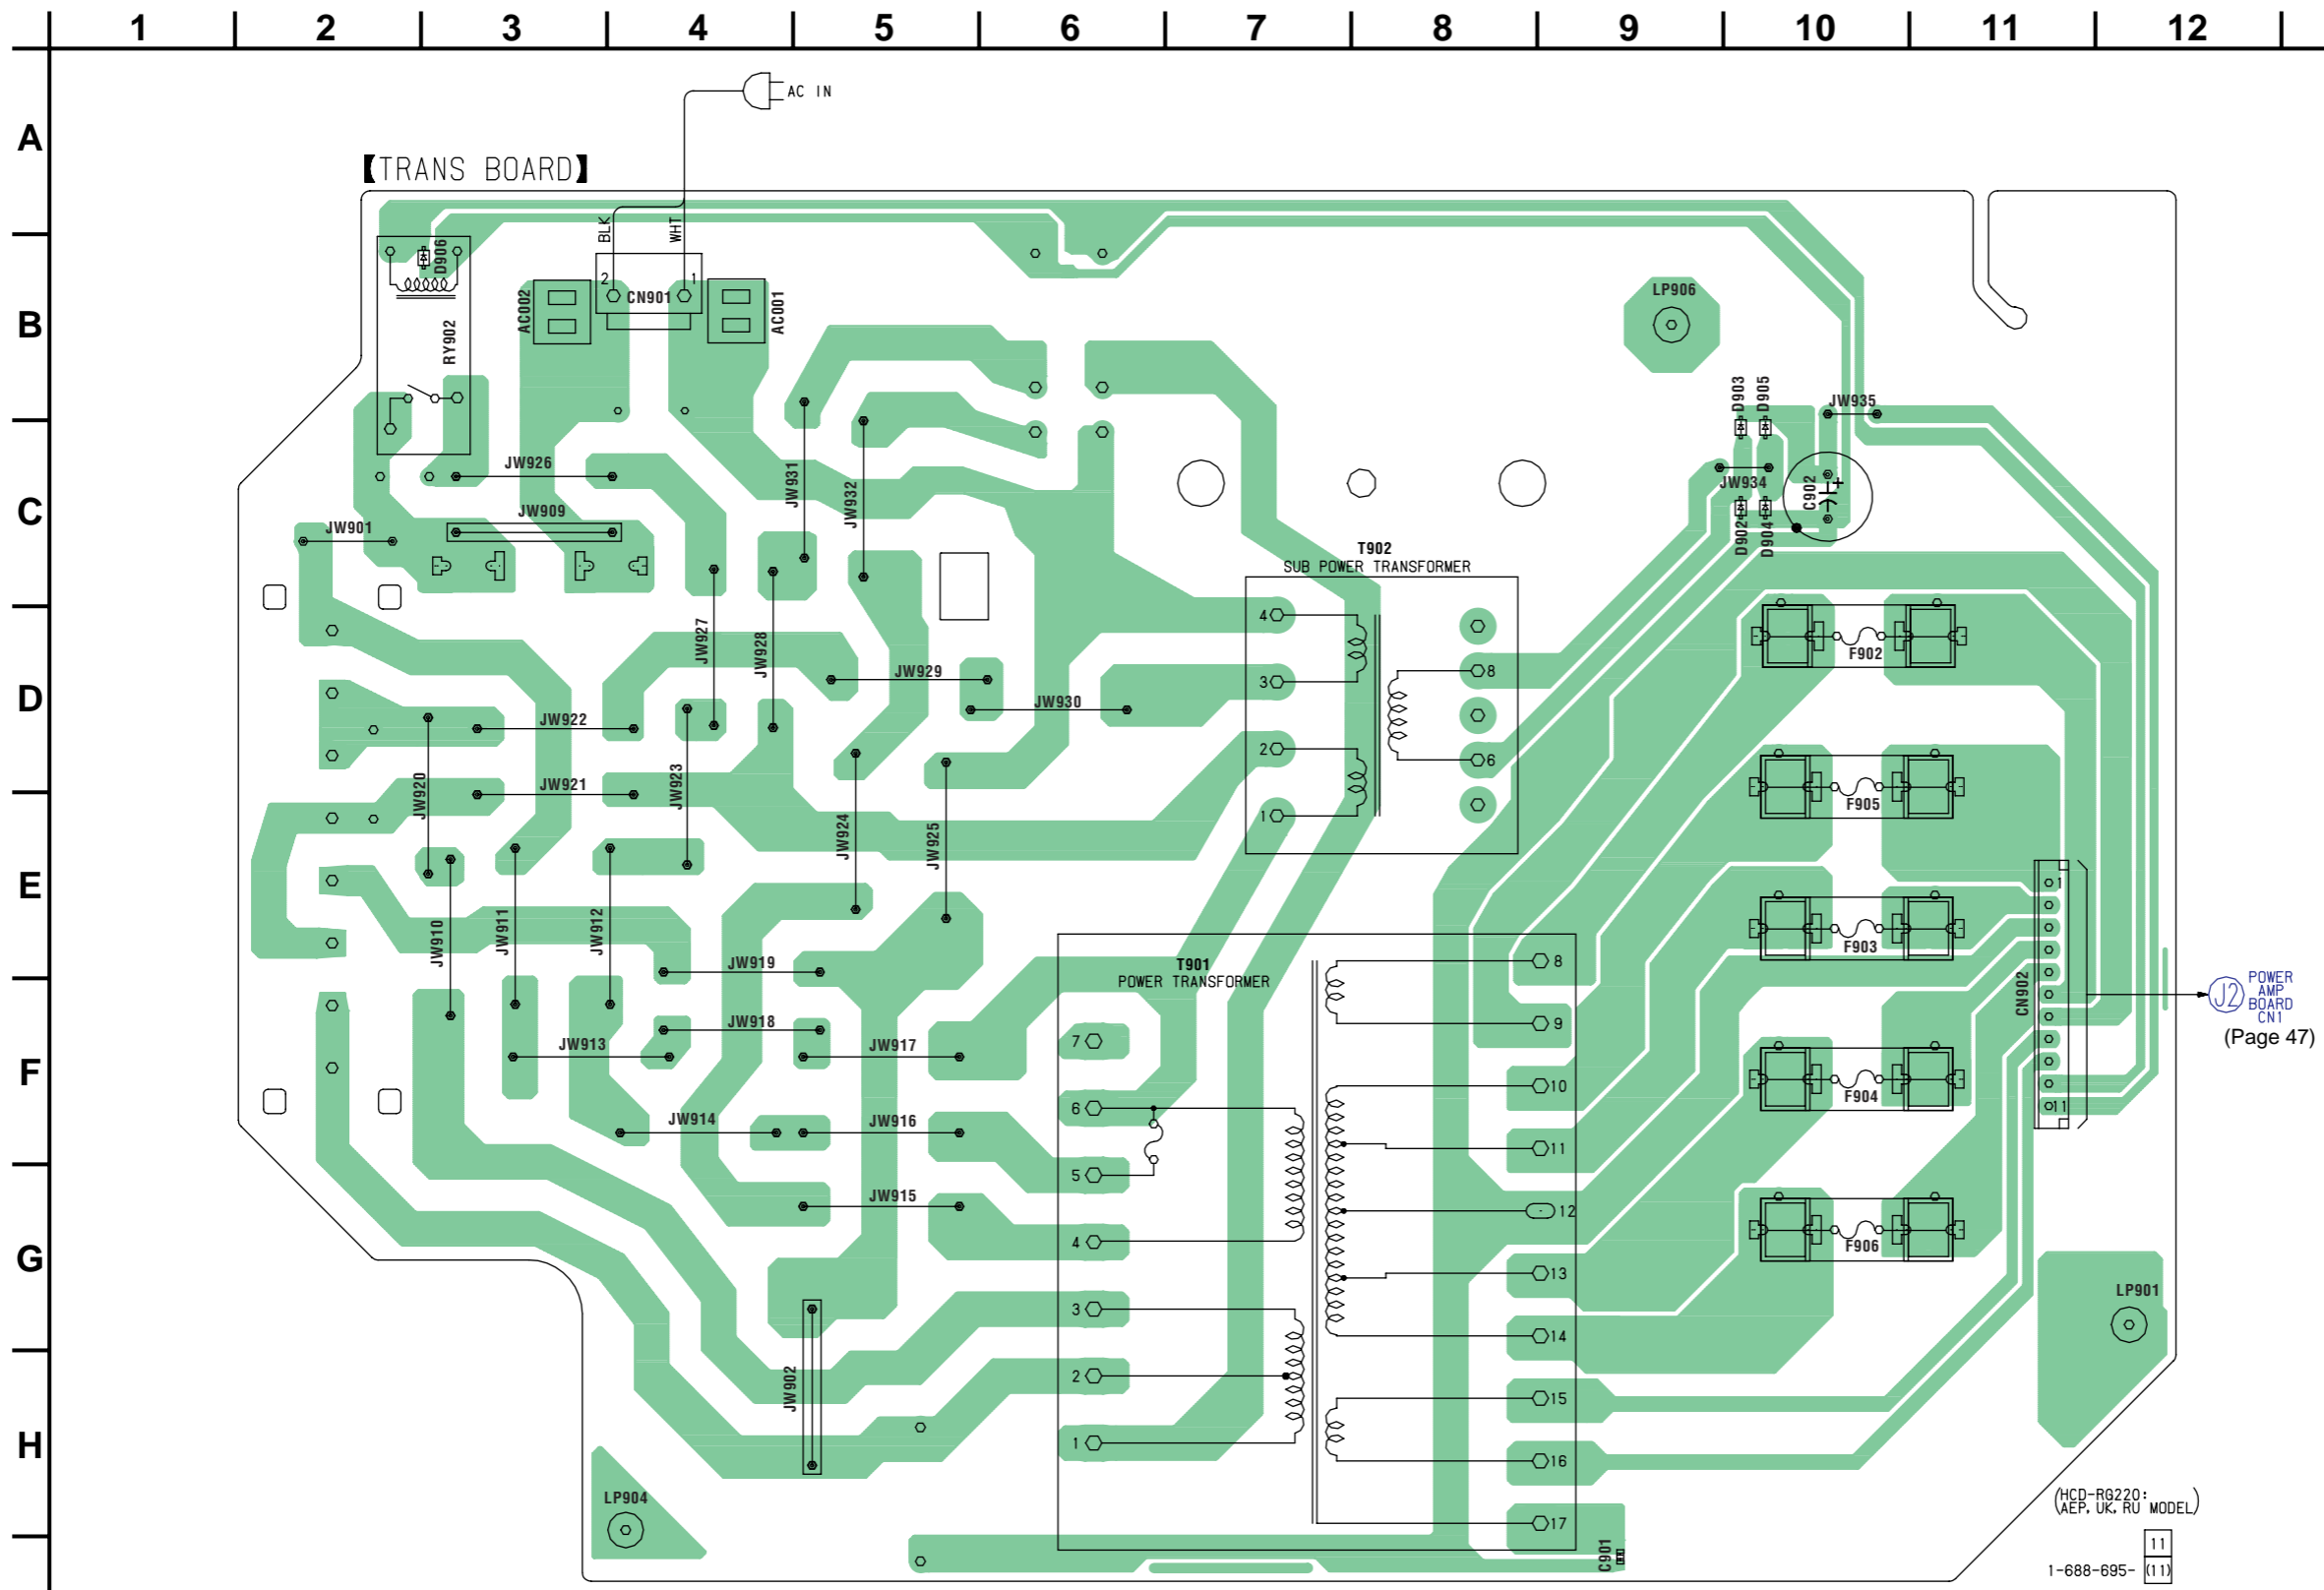 1 2 3 4 5 6 7 8 9 10 11 12
A
AC IN
【TRANS BOARD】
BLK
WHT
B
D906
RY902
AC002
2
CN901
1
AC001
LP906
D903
D905
JW935
C
JW926
JW931
JW932
JW934
C902
+
JW909
JW901
D902
D904
T902
SUB POWER TRANSFORMER
D
JW927
JW928
4
F902
JW929
3
8
JW930
JW922
2
6
JW920
JW921
JW923
F905
E
JW924
JW925
1
1
JW910
JW911
JW912
F903
JW919
T901
POWER TRANSFORMER
8
CN902
J2
POWER
AMP
BOARD
CN1
(Page 47)
F
JW918
9
JW913
JW917
7
10
F904
6
11
JW914
JW916
11
5
G
JW915
12
4
F906
13
LP901
3
14
H
JW902
2
15
1
16
LP904
17
(HCD-RG220:
AEP, UK, RU MODEL)
C901
11
1-688-695- (11)